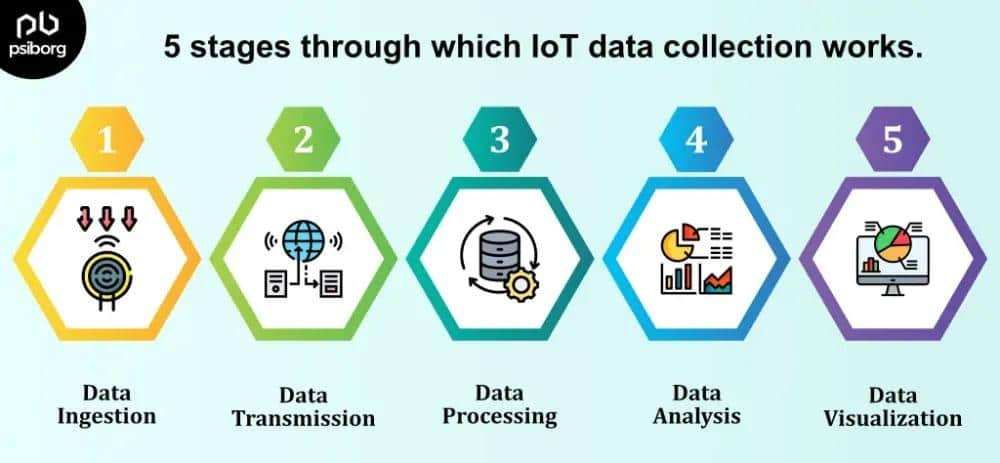 pb
psiborg
5 stages through which IoT data collection works.
1
2
3
4
5
Data
Ingestion
Data
Transmission
Data
Processing
Data
Analysis
Data
Visualization